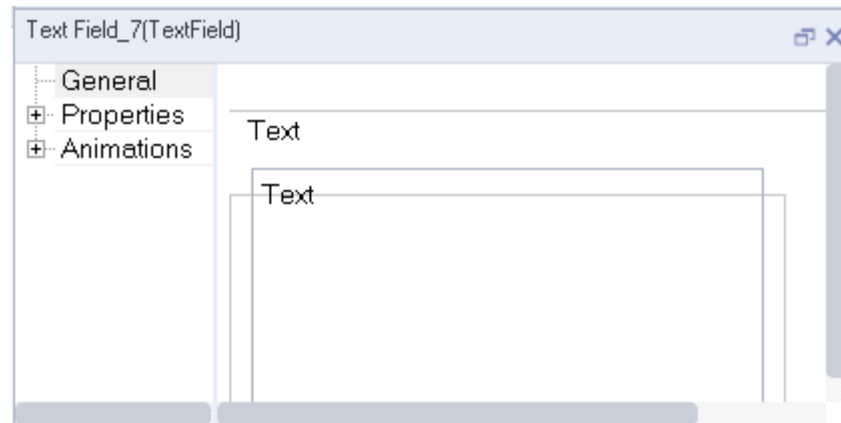 Text Field_7(TextField)
General
Properties
Animations
Text
Text